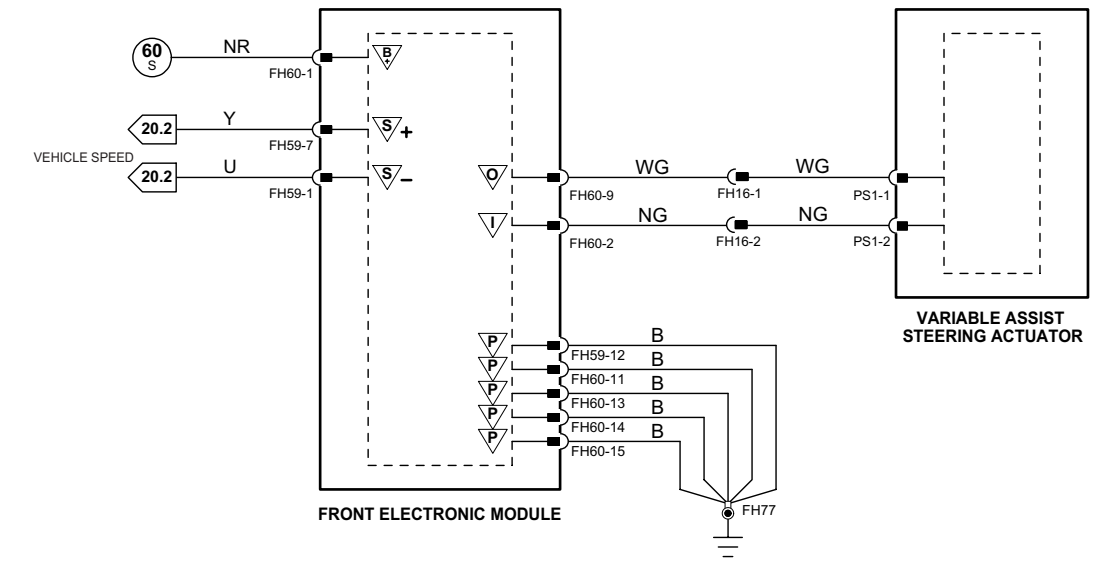 60
S
NR
FH60-1
B
+
20.2
Y
FH59-7
S
+
VEHICLE SPEED
20.2
U
FH59-1
S
–
O
FH60-9
WG
FH16-1
WG
PS1-1
I
FH60-2
NG
FH16-2
NG
PS1-2
VARIABLE ASSIST
STEERING ACTUATOR
P
FH59-12
B
P
FH60-11
B
P
FH60-13
B
P
FH60-14
B
P
FH60-15
B
FRONT ELECTRONIC MODULE
FH77